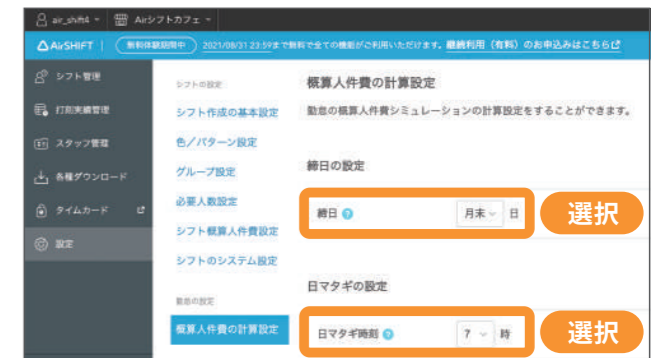 air_shift4 Airシフトカフェ
AirSHIFT 無料体験期間中 2021/08/31 23:59まで無料で全ての機能がご利用いただけます。継続利用(有料)のお申込みはこちら
シフト管理
打刻実績管理
スタッフ管理
各種ダウンロード
タイムカード
設定
シフトの設定
シフト作成の基本設定
色/パターン設定
グループ設定
必要人数設定
シフト概算人件費設定
シフトのシステム設定
勤怠の設定
概算人件費の計算設定
概算人件費の計算設定
勤怠の概算人件費シミュレーションの計算設定をすることができます。
締日の設定
締日 ? 月末 日 選択
日マタギの設定
日マタギ時刻 ? 7 時 選択